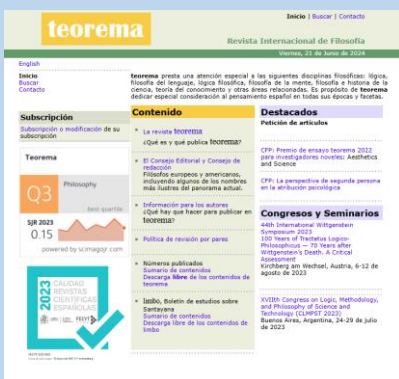 Inicio | Buscar | Contacto
teorema
Revista Internacional de Filosofía
Viernes, 21 de Junio de 2024
English
Inicio
Buscar
Contacto
teorema presta una atención especial a las siguientes disciplinas filosóficas: lógica,
filosofía del lenguaje, lógica filosófica, filosofía de la mente, filosofía e historia de la
ciencia, teoría del conocimiento y otras áreas relacionadas. Es propósito de teorema
dedicar especial consideración al pensamiento español en todas sus épocas y facetas.
Subscripción
Subscripción o modificación de su
subscripción
Teorema
Q3
Philosophy
best quartile
SJR 2023
0.15
powered by scimagojr.com
CALIDAD
REVISTAS
CIENTÍFICAS
ESPAÑOLAS
FECYT
Contenido
La revista teorema
¿Qué es y qué publica teorema?
El Consejo Editorial y Consejo de
redacción
Filósofos europeos y americanos,
incluyendo algunos de los nombres
más ilustres del panorama actual.
Información para los autores
¿Qué hay que hacer para publicar en
teorema?
Política de revisión por pares
Números publicados
Sumario de contenidos
Descarga libre de los contenidos de
teorema
limbo, Boletín de estudios sobre
Santayana
Sumario de contenidos
Descarga libre de los contenidos de
limbo
Destacados
Petición de artículos
CFP: Premio de ensayo teorema 2022
para investigadores noveles: Aesthetics
and Science
CFP: La perspectiva de segunda persona
en la atribución psicológica
Congresos y Seminarios
44th International Wittgenstein
Symposium 2023
100 Years of Tractatus Logico-
Philosophicus — 70 Years after
Wittgenstein's Death. A Critical
Assessment
Kirchberg am Wechsel, Austria, 6-12 de
agosto de 2023
XVIIth Congress on Logic, Methodology,
and Philosophy of Science and
Technology (CLMPST 2023)
Buenos Aires, Argentina, 24-29 de julio
de 2023